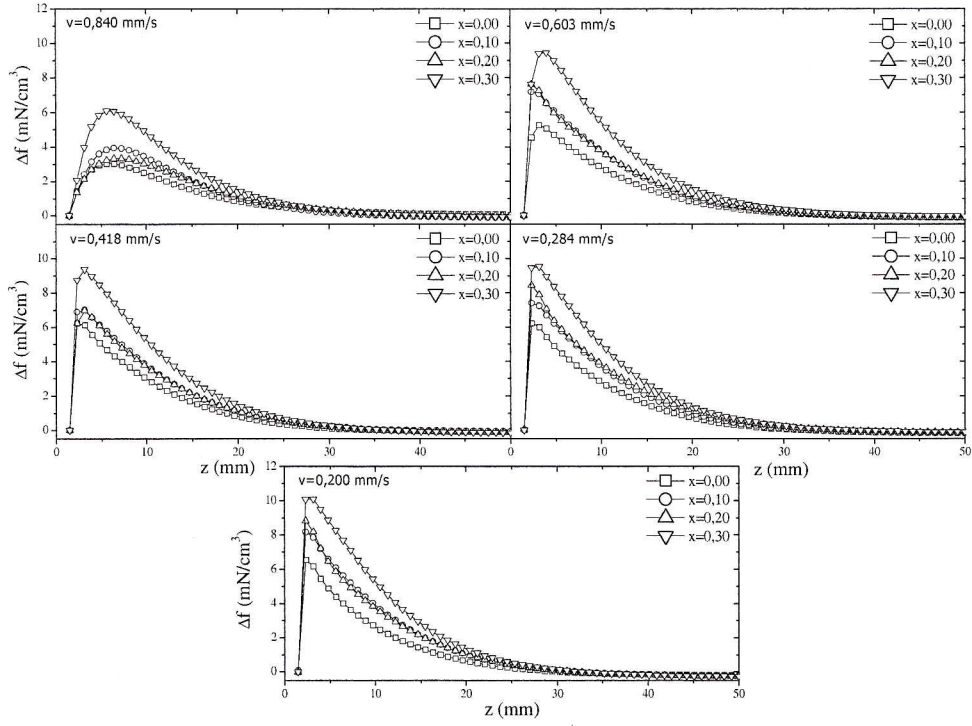 v=0,840 mm/s
x=0,00
x=0,10
x=0,20
x=0,30
12
10
8
6
4
2
0
Δf (mN/cm³)
v=0,603 mm/s
x=0,00
x=0,10
x=0,20
x=0,30
v=0,418 mm/s
x=0,00
x=0,10
x=0,20
x=0,30
10
8
6
4
2
0
Δf (mN/cm³)
0
10
20
30
40
z (mm)
v=0,284 mm/s
x=0,00
x=0,10
x=0,20
x=0,30
0
10
20
30
40
50
z (mm)
v=0,200 mm/s
x=0,00
x=0,10
x=0,20
x=0,30
12
10
8
6
4
2
0
Δf (mN/cm³)
0
10
20
30
40
50
z (mm)